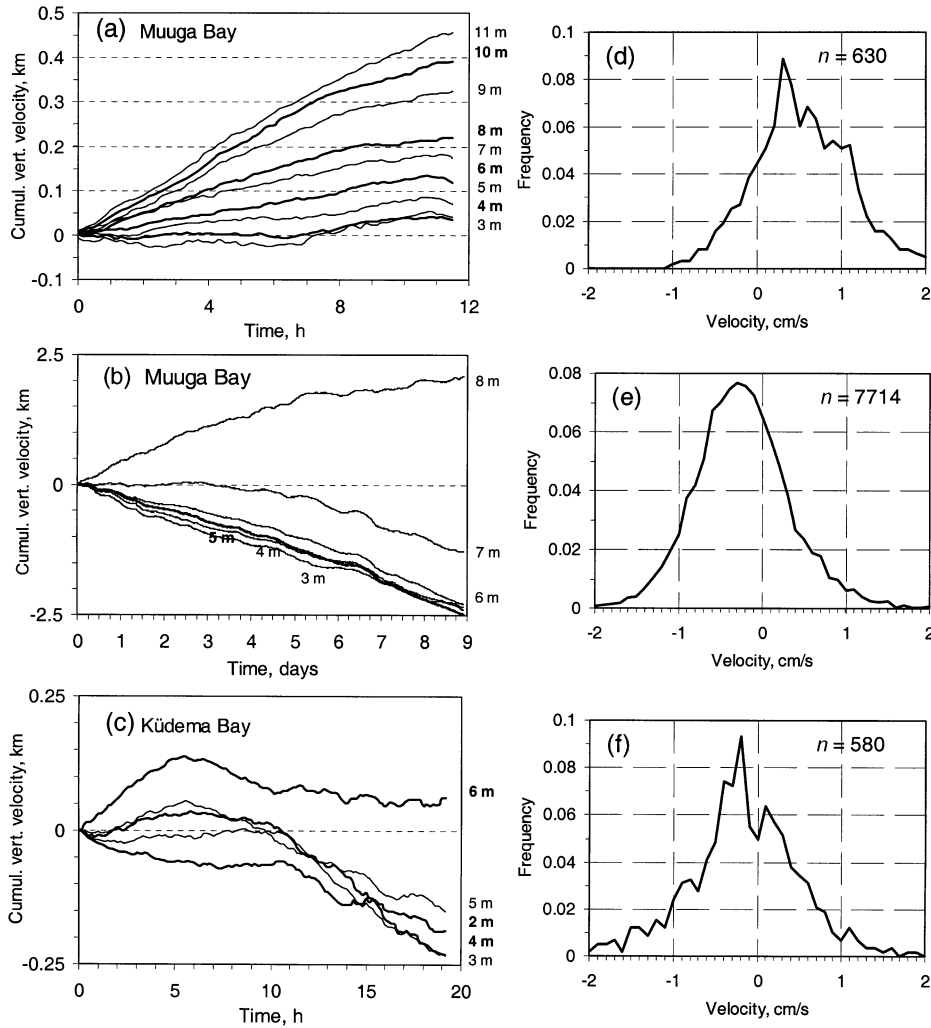 (a) Muuga Bay
Cumul. vert. velocity, km
0.5
0.4
0.3
0.2
0.1
0
-0.1
11 m
10 m
9 m
8 m
7 m
6 m
5 m
4 m
3 m
0 4 8 12
Time, h
(d)
n = 630
Frequency
0.1
0.08
0.06
0.04
0.02
0
-2 -1 0 1 2
Velocity, cm/s
(b) Muuga Bay
Cumul. vert. velocity, km
2.5
0
-2.5
8 m
7 m
6 m
5 m
4 m
3 m
0 1 2 3 4 5 6 7 8 9
Time, days
(e)
n = 7714
Frequency
0.08
0.06
0.04
0.02
0
-2 -1 0 1 2
Velocity, cm/s
(c) Küdema Bay
Cumul. vert. velocity, km
0.25
0
-0.25
6 m
5 m
2 m
4 m
3 m
0 5 10 15 20
Time, h
(f)
n = 580
Frequency
0.1
0.08
0.06
0.04
0.02
0
-2 -1 0 1 2
Velocity, cm/s